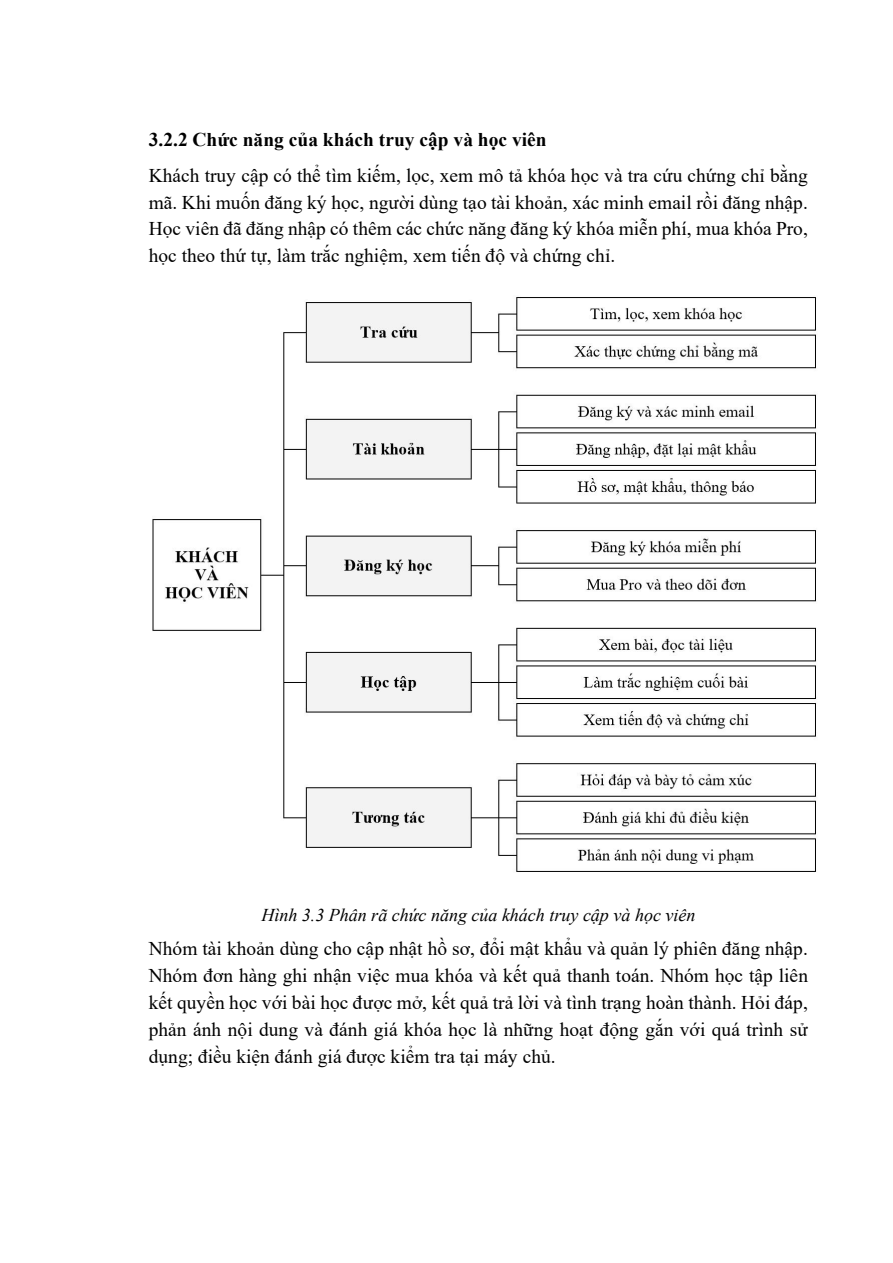 3.2.2 Chức năng của khách truy cập và học viên
Khách truy cập có thể tìm kiếm, lọc, xem mô tả khóa học và tra cứu chứng chỉ bằng
mã. Khi muốn đăng ký học, người dùng tạo tài khoản, xác minh email rồi đăng nhập.
Học viên đã đăng nhập có thêm các chức năng đăng ký khóa miễn phí, mua khóa Pro,
học theo thứ tự, làm trắc nghiệm, xem tiến độ và chứng chỉ.
KHÁCH
VÀ
HỌC VIÊN
Tra cứu
Tìm, lọc, xem khóa học
Xác thực chứng chỉ bằng mã
Tài khoản
Đăng ký và xác minh email
Đăng nhập, đặt lại mật khẩu
Hồ sơ, mật khẩu, thông báo
Đăng ký học
Đăng ký khóa miễn phí
Mua Pro và theo dõi đơn
Học tập
Xem bài, đọc tài liệu
Làm trắc nghiệm cuối bài
Xem tiến độ và chứng chỉ
Tương tác
Hỏi đáp và bày tỏ cảm xúc
Đánh giá khi đủ điều kiện
Phản ánh nội dung vi phạm
Hình 3.3 Phân rã chức năng của khách truy cập và học viên
Nhóm tài khoản dùng cho cập nhật hồ sơ, đổi mật khẩu và quản lý phiên đăng nhập.
Nhóm đơn hàng ghi nhận việc mua khóa và kết quả thanh toán. Nhóm học tập liên
kết quyền học với bài học được mở, kết quả trả lời và tình trạng hoàn thành. Hỏi đáp,
phản ánh nội dung và đánh giá khóa học là những hoạt động gắn với quá trình sử
dụng; điều kiện đánh giá được kiểm tra tại máy chủ.